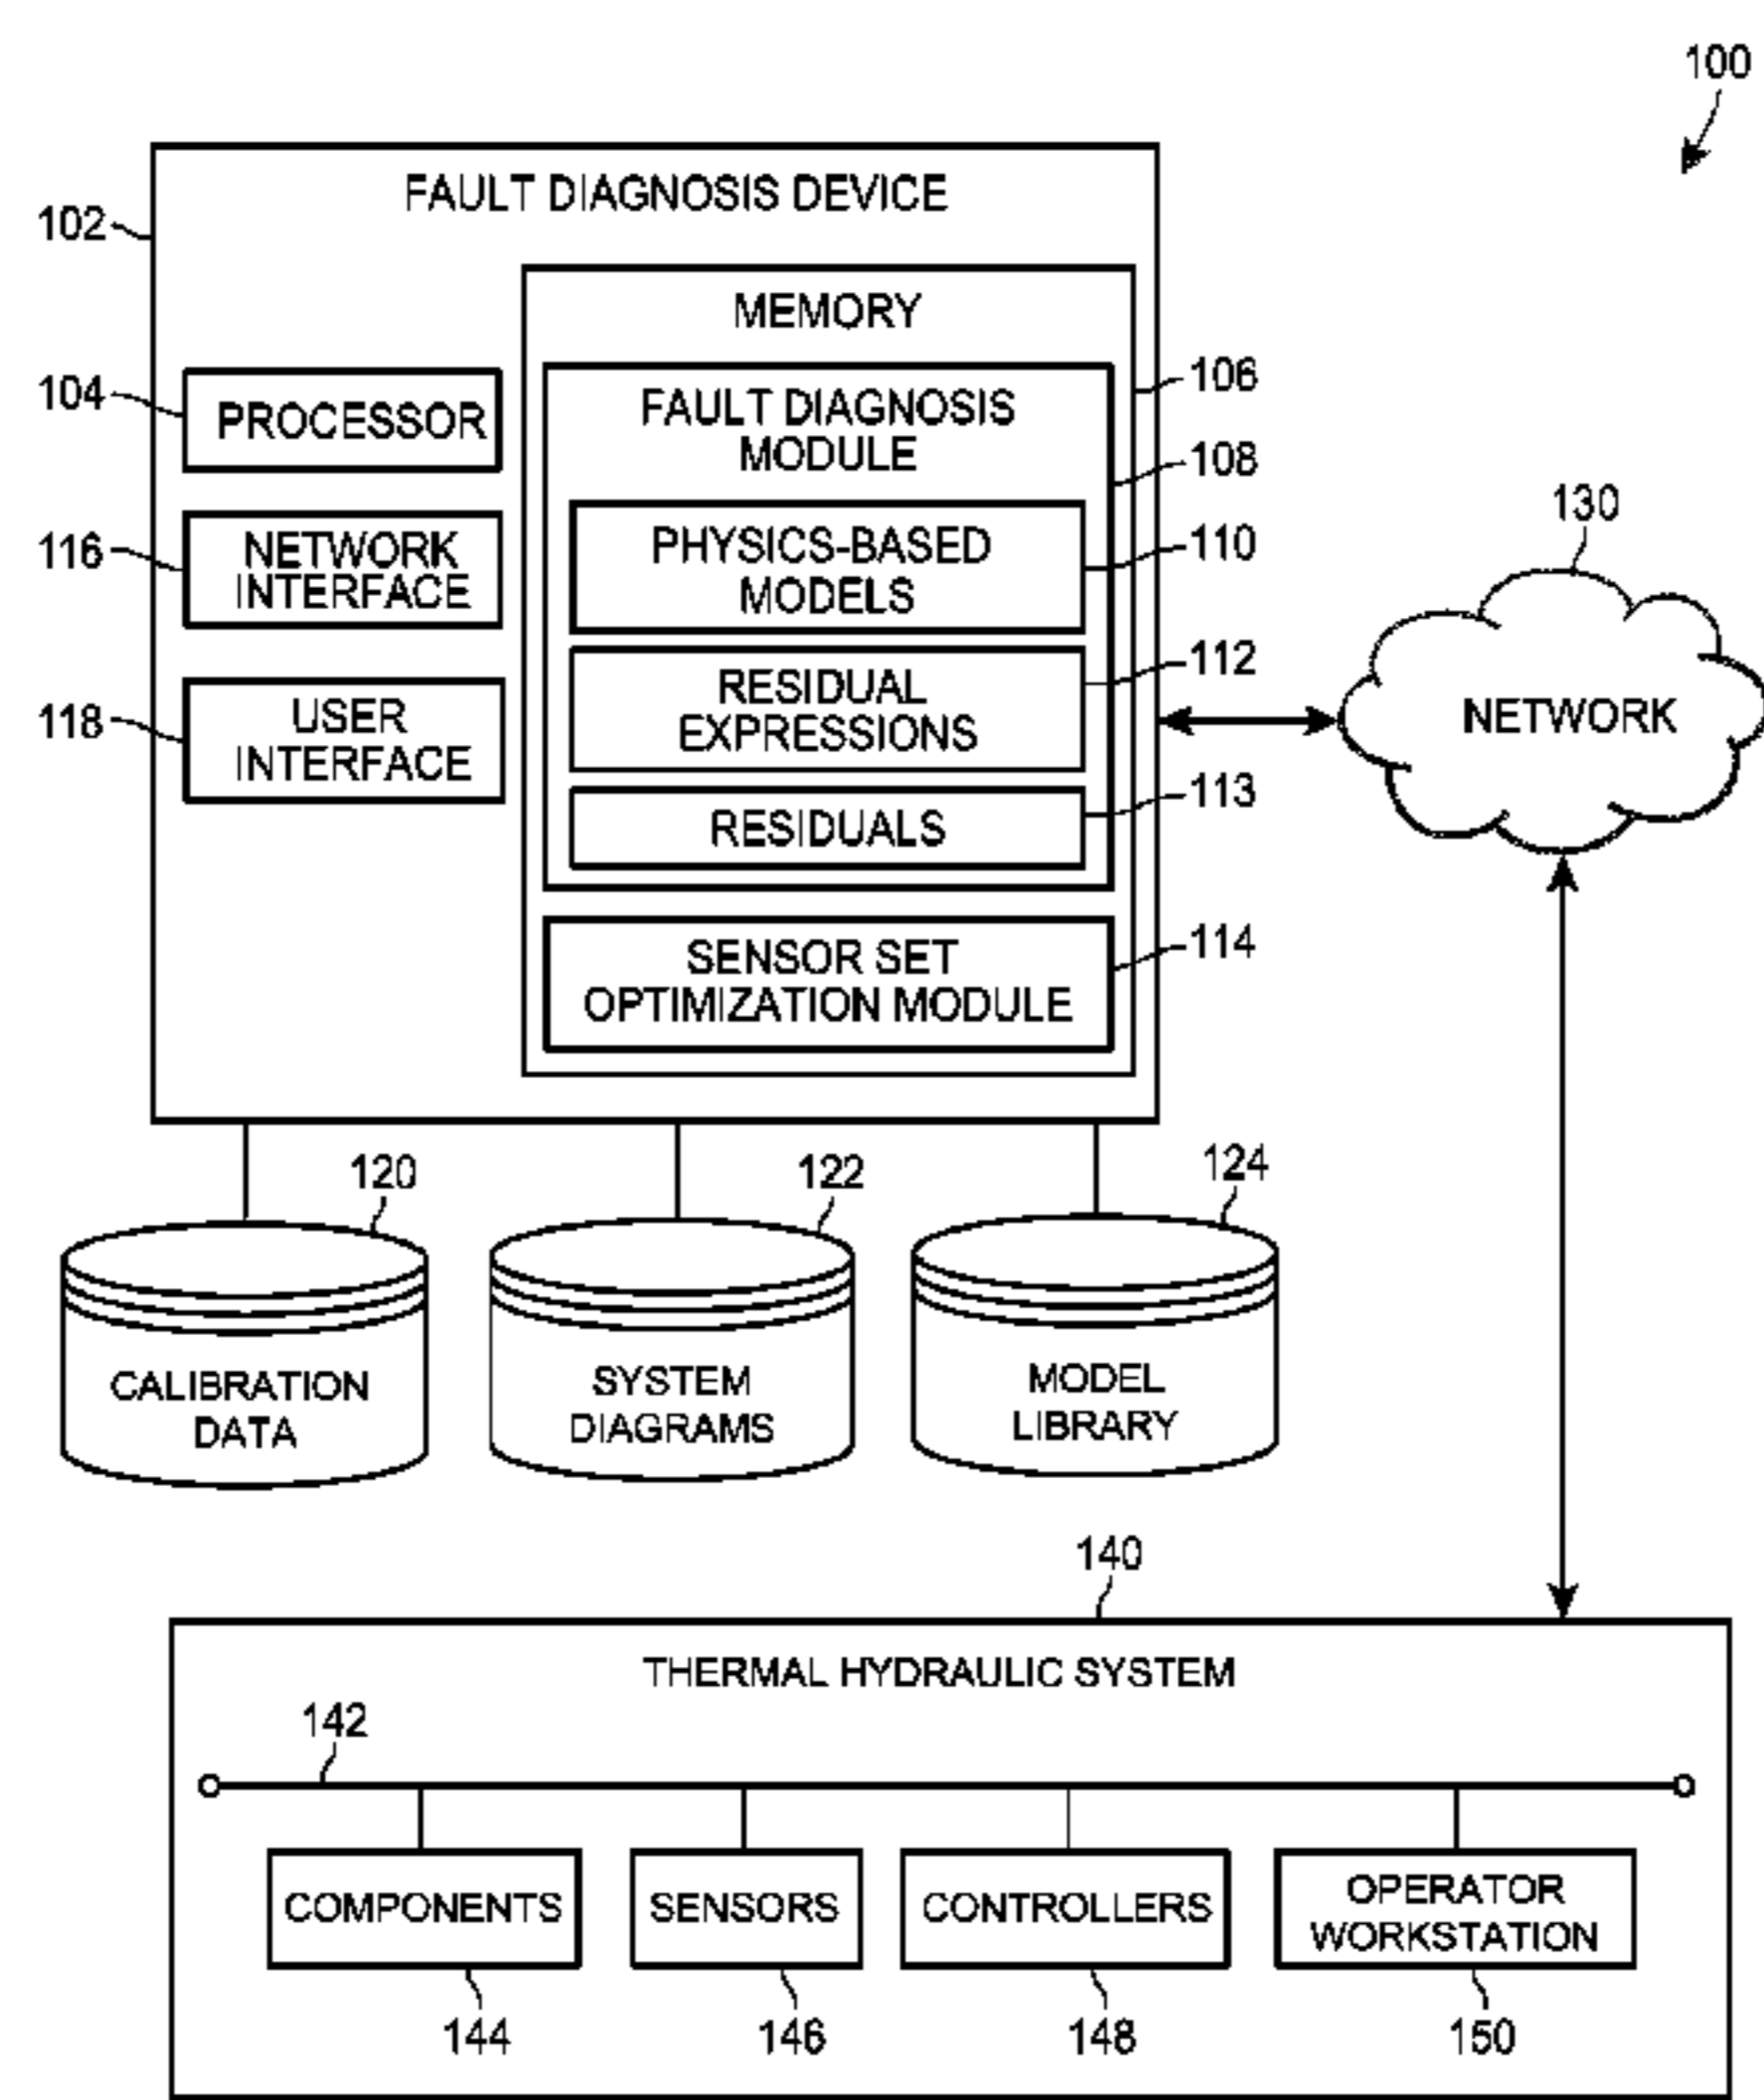 100
FAULT DIAGNOSIS DEVICE
102
MEMORY
106
104
PROCESSOR
FAULT DIAGNOSIS
MODULE
108
116
NETWORK
INTERFACE
PHYSICS-BASED
MODELS
110
130
118
USER
INTERFACE
RESIDUAL
EXPRESSIONS
112
NETWORK
RESIDUALS
113
SENSOR SET
OPTIMIZATION MODULE
114
120
122
124
CALIBRATION
DATA
SYSTEM
DIAGRAMS
MODEL
LIBRARY
140
THERMAL HYDRAULIC SYSTEM
142
COMPONENTS
SENSORS
CONTROLLERS
OPERATOR
WORKSTATION
144
146
148
150